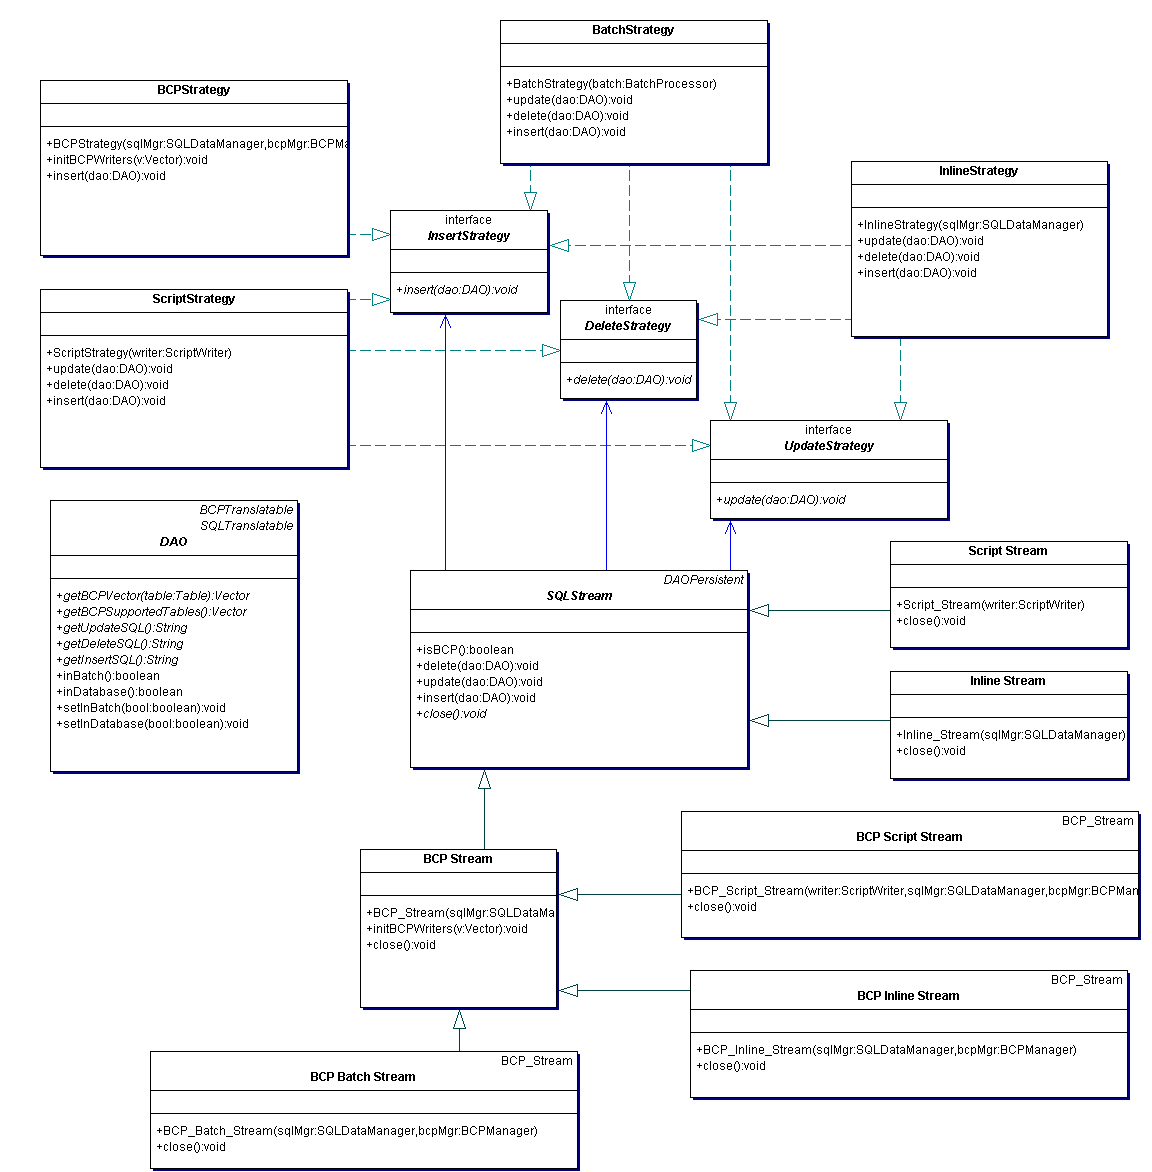 BatchStrategy
+BatchStrategy(batch:BatchProcessor)
+update(dao:DAO):void
+delete(dao:DAO):void
+insert(dao:DAO):void
BCPStrategy
+BCPStrategy(sqlMgr:SQLDataManager,bcpMgr:BCPMa
+initBCPWriters(v:Vector):void
+insert(dao:DAO):void
InlineStrategy
+InlineStrategy(sqlMgr:SQLDataManager)
+update(dao:DAO):void
+delete(dao:DAO):void
+insert(dao:DAO):void
interface
InsertStrategy
+insert(dao:DAO):void
ScriptStrategy
+ScriptStrategy(writer:ScriptWriter)
+update(dao:DAO):void
+delete(dao:DAO):void
+insert(dao:DAO):void
interface
DeleteStrategy
+delete(dao:DAO):void
interface
UpdateStrategy
+update(dao:DAO):void
BCPTranslatable
SQLTranslatable
DAO
+getBCPVector(table:Table):Vector
+getBCPSupportedTables():Vector
+getUpdateSQL():String
+getDeleteSQL():String
+getInsertSQL():String
+inBatch():boolean
+inDatabase():boolean
+setInBatch(bool:boolean):void
+setInDatabase(bool:boolean):void
DAOPersistent
SQLStream
+isBCP():boolean
+delete(dao:DAO):void
+update(dao:DAO):void
+insert(dao:DAO):void
+close():void
Script Stream
+Script_Stream(writer:ScriptWriter)
+close():void
Inline Stream
+Inline_Stream(sqlMgr:SQLDataManager)
+close():void
BCP Stream
+BCP_Stream(sqlMgr:SQLDataMa
+initBCPWriters(v:Vector):void
+close():void
BCP_Stream
BCP Script Stream
+BCP_Script_Stream(writer:ScriptWriter,sqlMgr:SQLDataManager,bcpMgr:BCPMan
+close():void
BCP_Stream
BCP Inline Stream
+BCP_Inline_Stream(sqlMgr:SQLDataManager,bcpMgr:BCPManager)
+close():void
BCP_Stream
BCP Batch Stream
+BCP_Batch_Stream(sqlMgr:SQLDataManager,bcpMgr:BCPManager)
+close():void